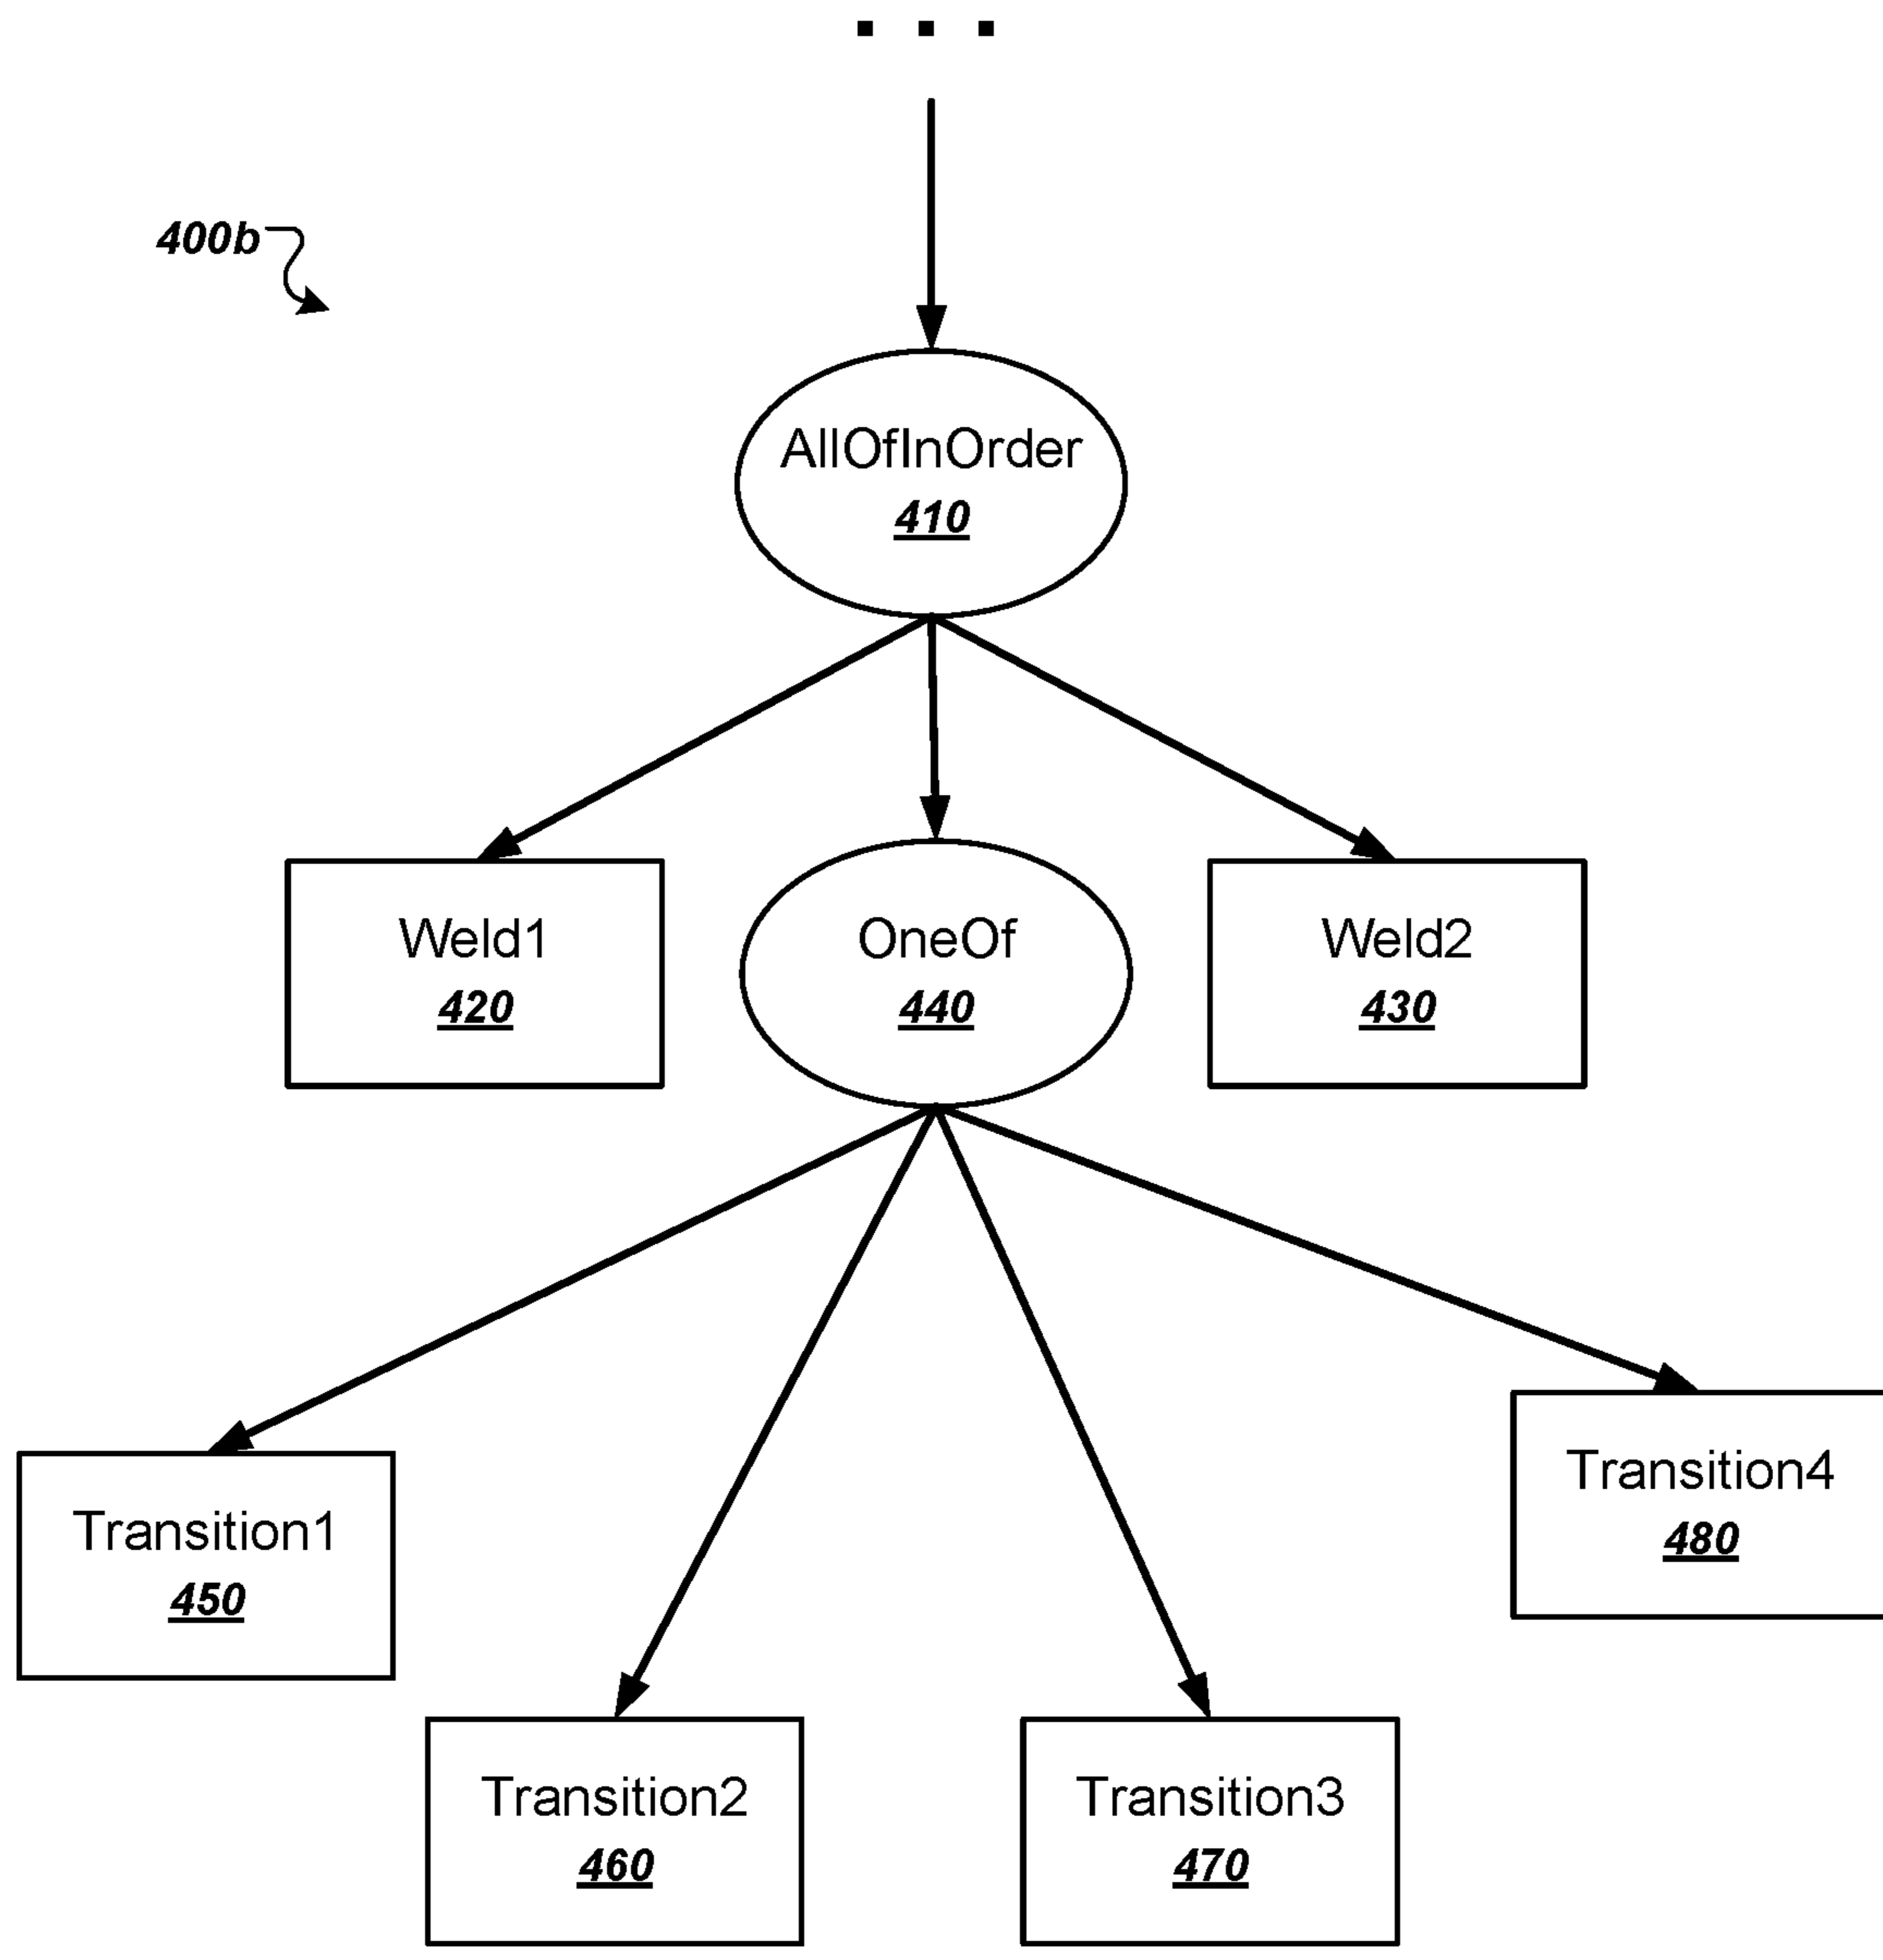 . . .
400b
AllOfInOrder
410
Weld1
420
OneOf
440
Weld2
430
Transition1
450
Transition2
460
Transition3
470
Transition4
480